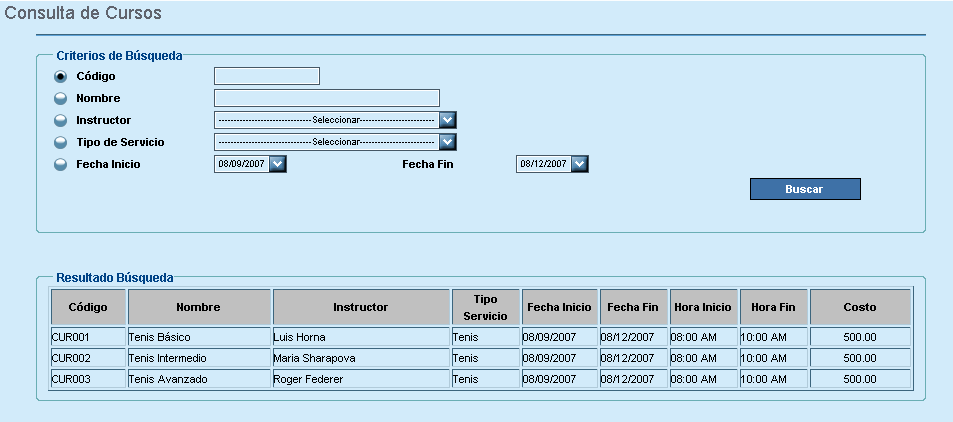 Consulta de Cursos
Criterios de Búsqueda
Código
Nombre
Instructor -----------------------------Seleccionar-----------------------
Tipo de Servicio -----------------------------Seleccionar-----------------------
Fecha Inicio 08/09/2007 Fecha Fin 08/12/2007
Buscar
Resultado Búsqueda
Código Nombre Instructor Tipo Servicio Fecha Inicio Fecha Fin Hora Inicio Hora Fin Costo
CUR001 Tenis Básico Luis Horna Tenis 08/09/2007 08/12/2007 08:00 AM 10:00 AM 500.00
CUR002 Tenis Intermedio Maria Sharapova Tenis 08/09/2007 08/12/2007 08:00 AM 10:00 AM 500.00
CUR003 Tenis Avanzado Roger Federer Tenis 08/09/2007 08/12/2007 08:00 AM 10:00 AM 500.00